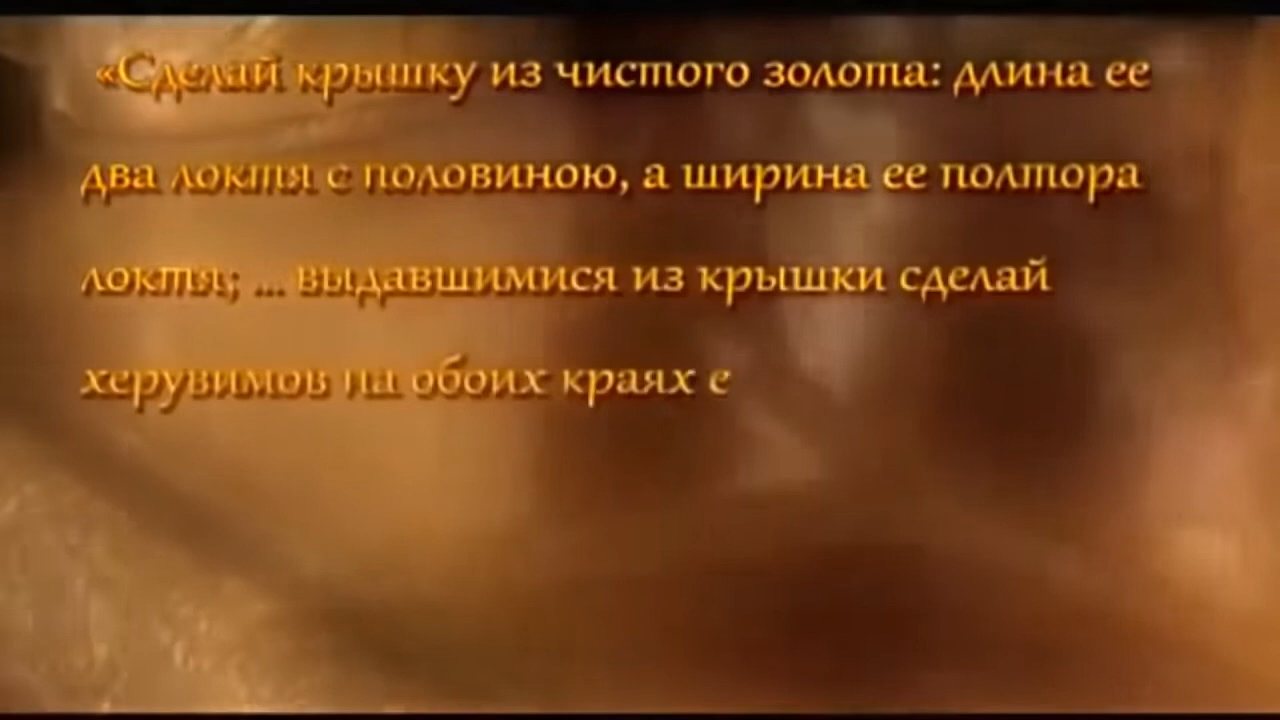 «Сделай крышку из чистого золота: длина ее
два локтя с половиною, а ширина ее полтора
локтя; ... выдавшимися из крышки сделай
херувимов на обоих краях е